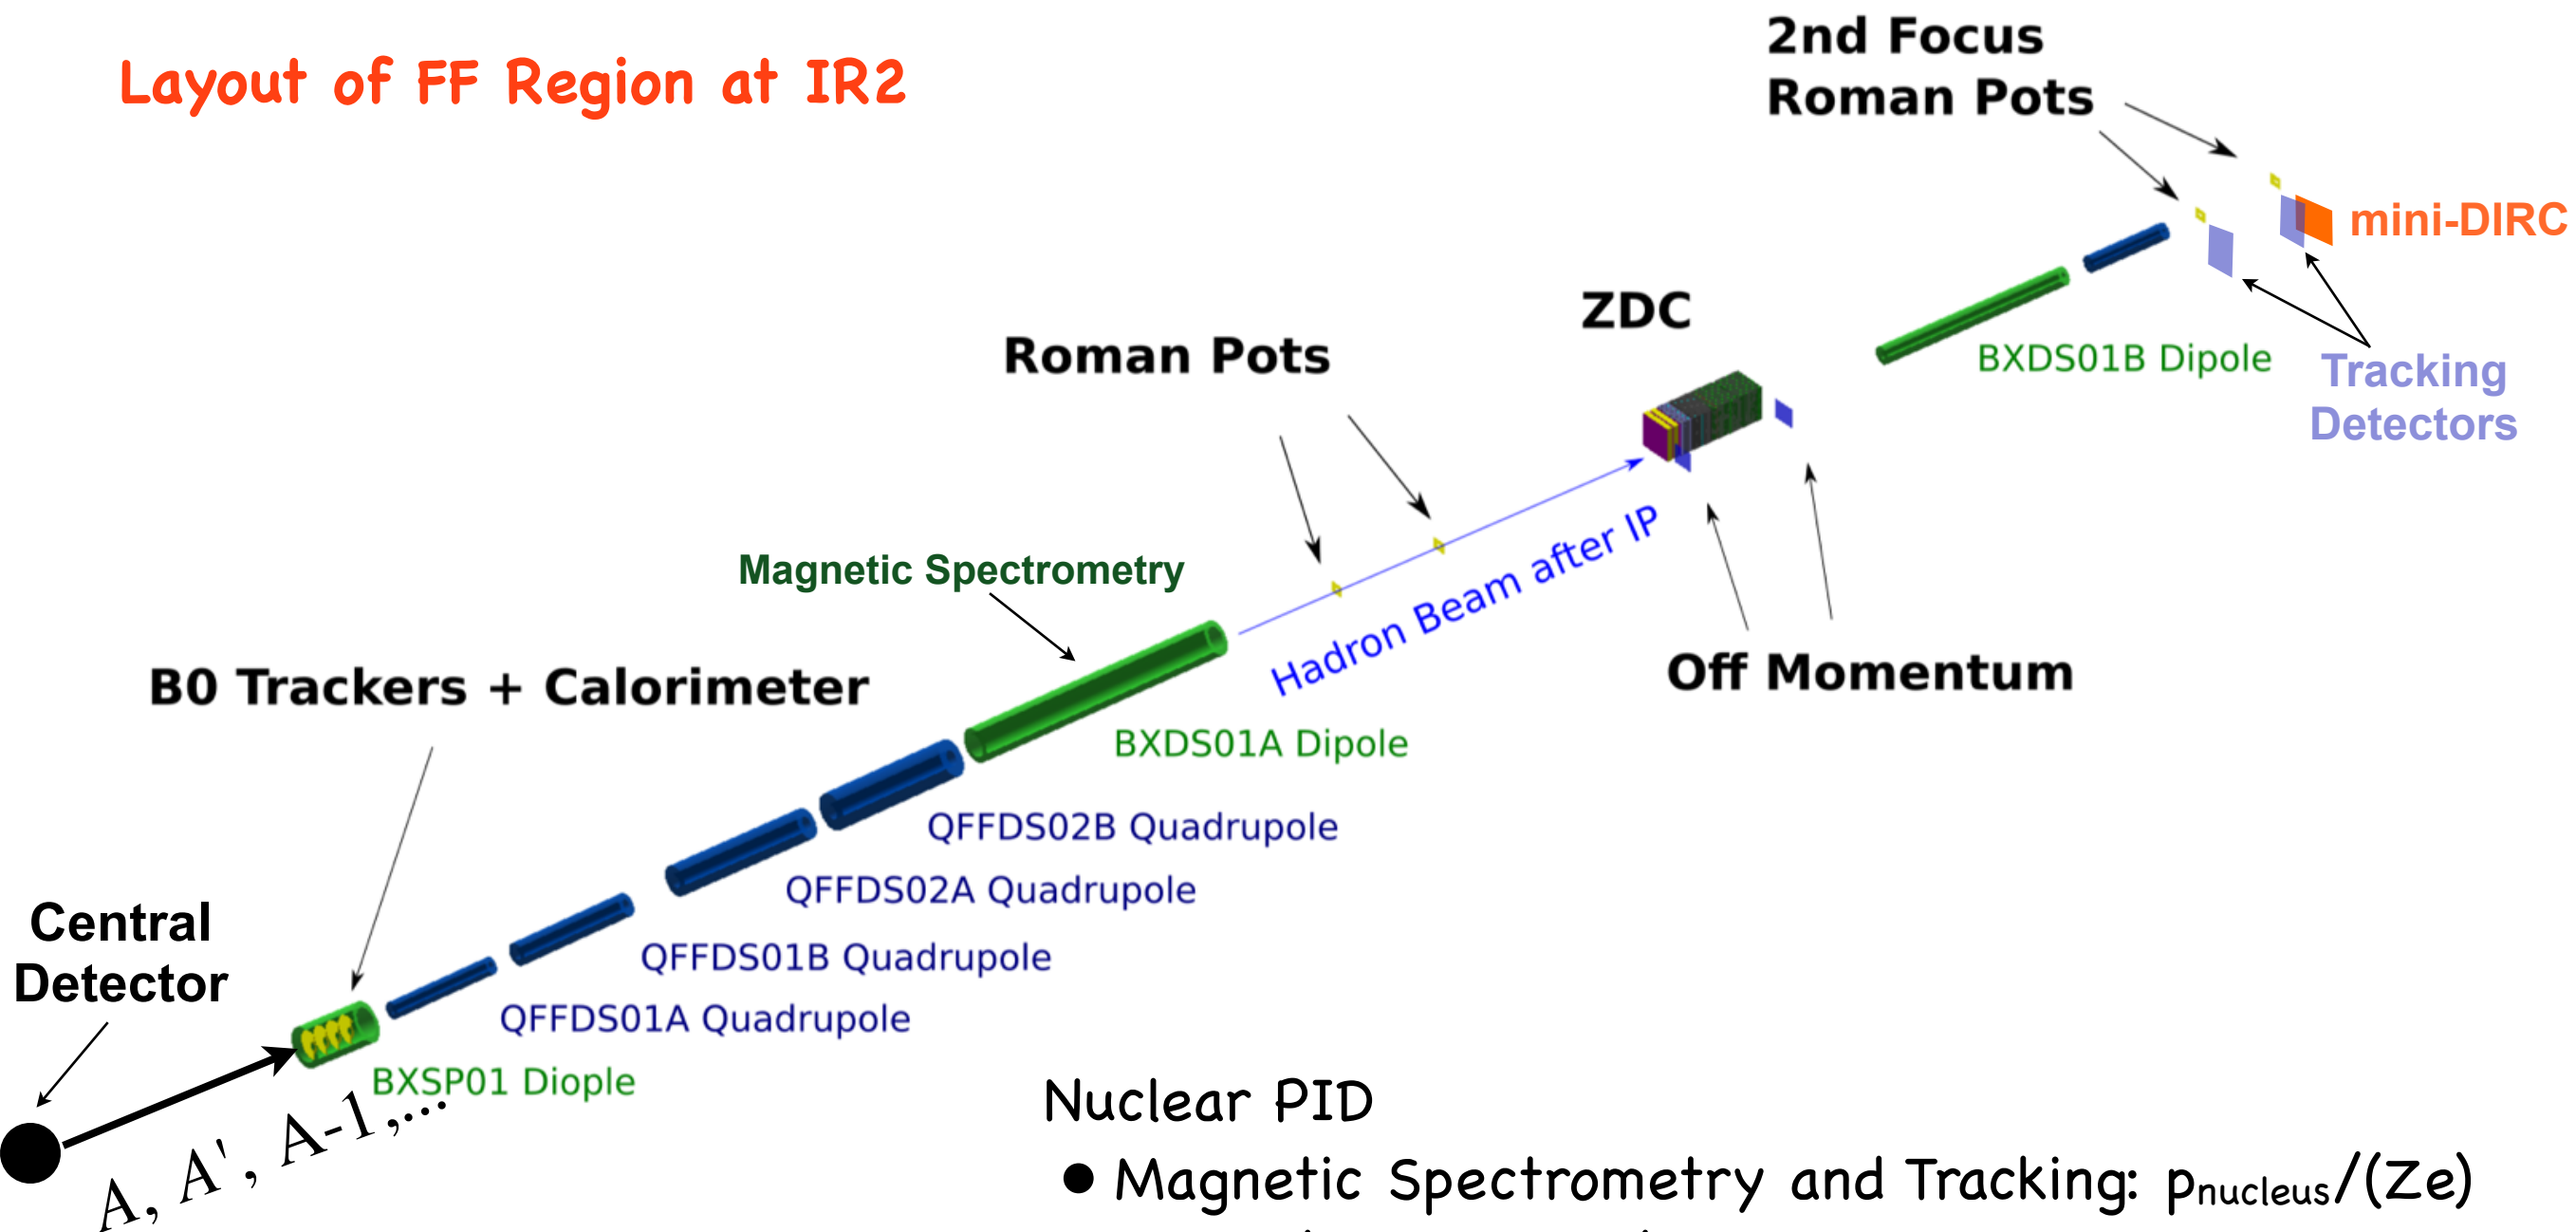 Layout of FF Region at IR2
2nd Focus
Roman Pots
mini-DIRC
ZDC
BXDS01B Dipole
Tracking
Detectors
Roman Pots
Hadron Beam after IP
Off Momentum
Magnetic Spectrometry
BXDS01A Dipole
B0 Trackers + Calorimeter
QFFDS02B Quadrupole
QFFDS02A Quadrupole
QFFDS01B Quadrupole
QFFDS01A Quadrupole
Central
Detector
BXSP01 Diople
A, A', A-1,...
Nuclear PID
● Magnetic Spectrometry and Tracking: pnucleus/(Ze)